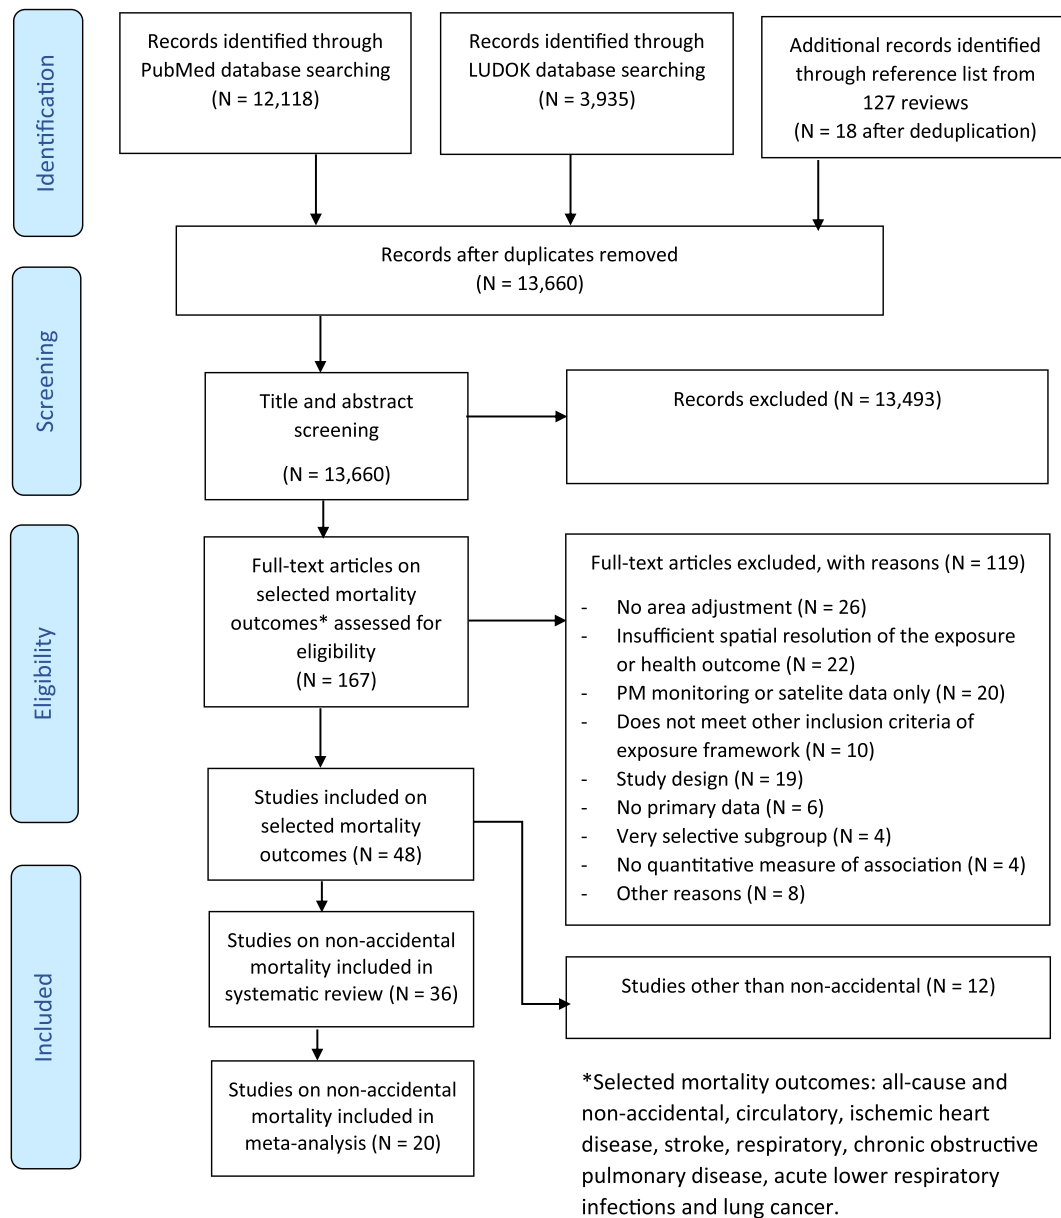 Identification
Records identified through
PubMed database searching
(N = 12,118)
Records identified through
LUDOK database searching
(N = 3,935)
Additional records identified
through reference list from
127 reviews
(N = 18 after deduplication)
Records after duplicates removed
(N = 13,660)
Screening
Title and abstract
screening
(N = 13,660)
Records excluded (N = 13,493)
Eligibility
Full-text articles on
selected mortality
outcomes* assessed for
eligibility
(N = 167)
Full-text articles excluded, with reasons (N = 119)
- No area adjustment (N = 26)
- Insufficient spatial resolution of the exposure
or health outcome (N = 22)
- PM monitoring or satelite data only (N = 20)
- Does not meet other inclusion criteria of
exposure framework (N = 10)
- Study design (N = 19)
- No primary data (N = 6)
- Very selective subgroup (N = 4)
- No quantitative measure of association (N = 4)
- Other reasons (N = 8)
Studies included on
selected mortality
outcomes (N = 48)
Included
Studies on non-accidental
mortality included in
systematic review (N = 36)
Studies other than non-accidental (N = 12)
Studies on non-accidental
mortality included in
meta-analysis (N = 20)
*Selected mortality outcomes: all-cause and
non-accidental, circulatory, ischemic heart
disease, stroke, respiratory, chronic obstructive
pulmonary disease, acute lower respiratory
infections and lung cancer.